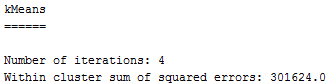 kMeans
======
Number of iterations: 4
Within cluster sum of squared errors: 301624.0